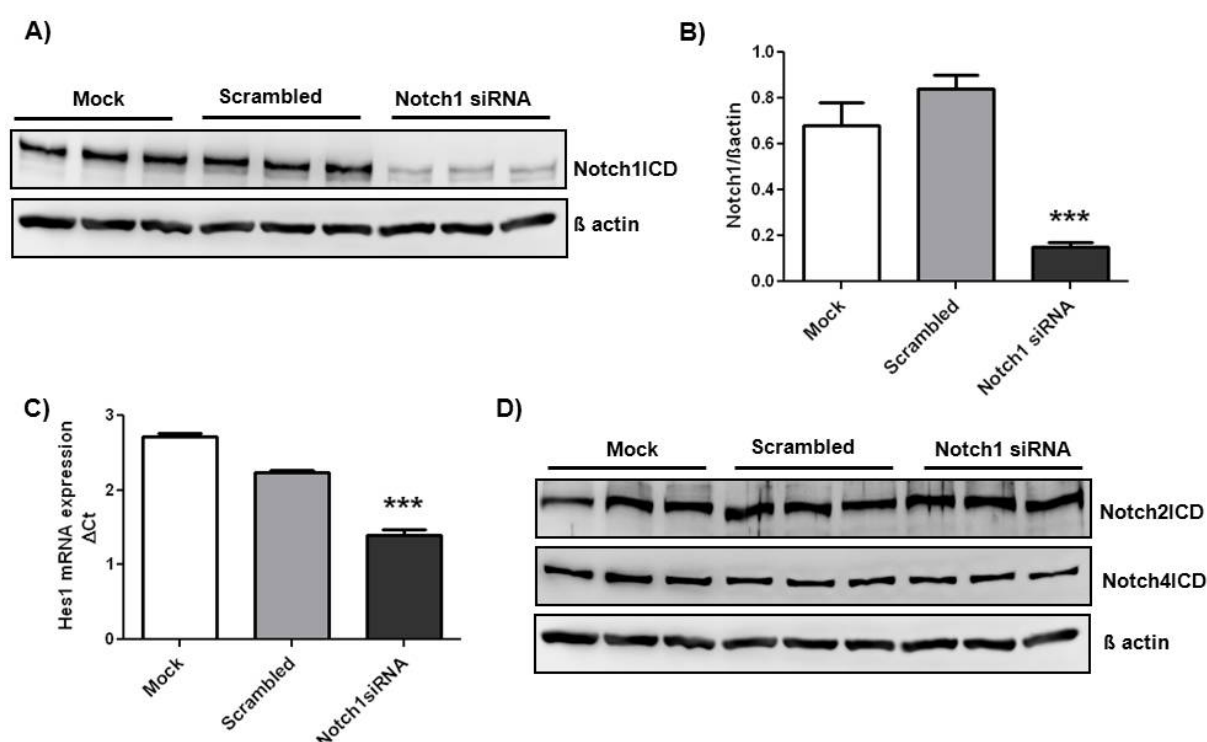 A)
Mock Scrambled Notch1 siRNA
Notch1ICD
ß actin
B)
Notch1/ßactin
1.0
0.8
0.6
0.4
0.2
0.0
***
Mock
Scrambled
Notch1 siRNA
C)
Hes1 mRNA expression
ΔCt
3
2
1
0
***
Mock
Scrambled
Notch1siRNA
D)
Mock Scrambled Notch1 siRNA
Notch2ICD
Notch4ICD
ß actin